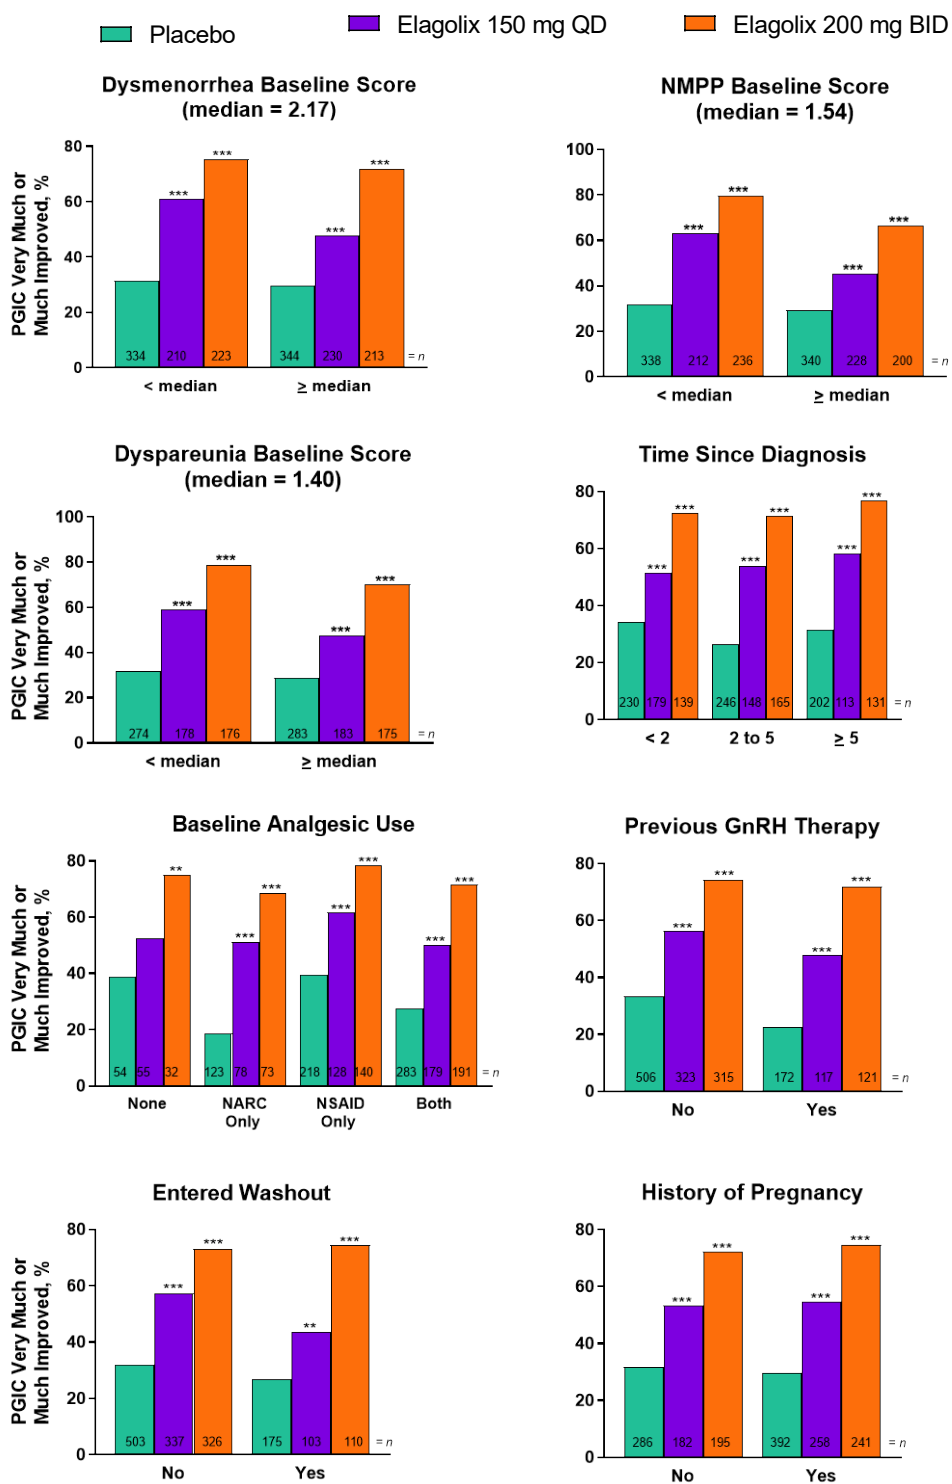 Placebo
Elagolix 150 mg QD
Elagolix 200 mg BID
Dysmenorrhea Baseline Score
(median = 2.17)
PGIC Very Much or
Much Improved, %
80
60
40
20
0
*** ***
*** ***
334 210 223 344 230 213 = n
< median ≥ median
NMPP Baseline Score
(median = 1.54)
100
80
60
40
20
0
*** ***
*** ***
338 212 236 340 228 200 = n
< median ≥ median
Dyspareunia Baseline Score
(median = 1.40)
PGIC Very Much or
Much Improved, %
100
80
60
40
20
0
*** ***
*** ***
274 178 176 283 183 175 = n
< median ≥ median
Time Since Diagnosis
80
60
40
20
0
*** *** ***
*** *** ***
230 179 139 246 148 165 202 113 131 = n
< 2 2 to 5 ≥ 5
Baseline Analgesic Use
PGIC Very Much or
Much Improved, %
80
60
40
20
0
** *** *** ***
*** *** ***
54 55 32 123 78 73 218 128 140 283 179 191 = n
None NARC NSAID Both
Only Only
Previous GnRH Therapy
80
60
40
20
0
*** ***
*** ***
506 323 315 172 117 121 = n
No Yes
Entered Washout
PGIC Very Much or
Much Improved, %
80
60
40
20
0
*** ***
*** **
503 337 326 175 103 110 = n
No Yes
History of Pregnancy
80
60
40
20
0
*** ***
*** ***
286 182 195 392 258 241 = n
No Yes